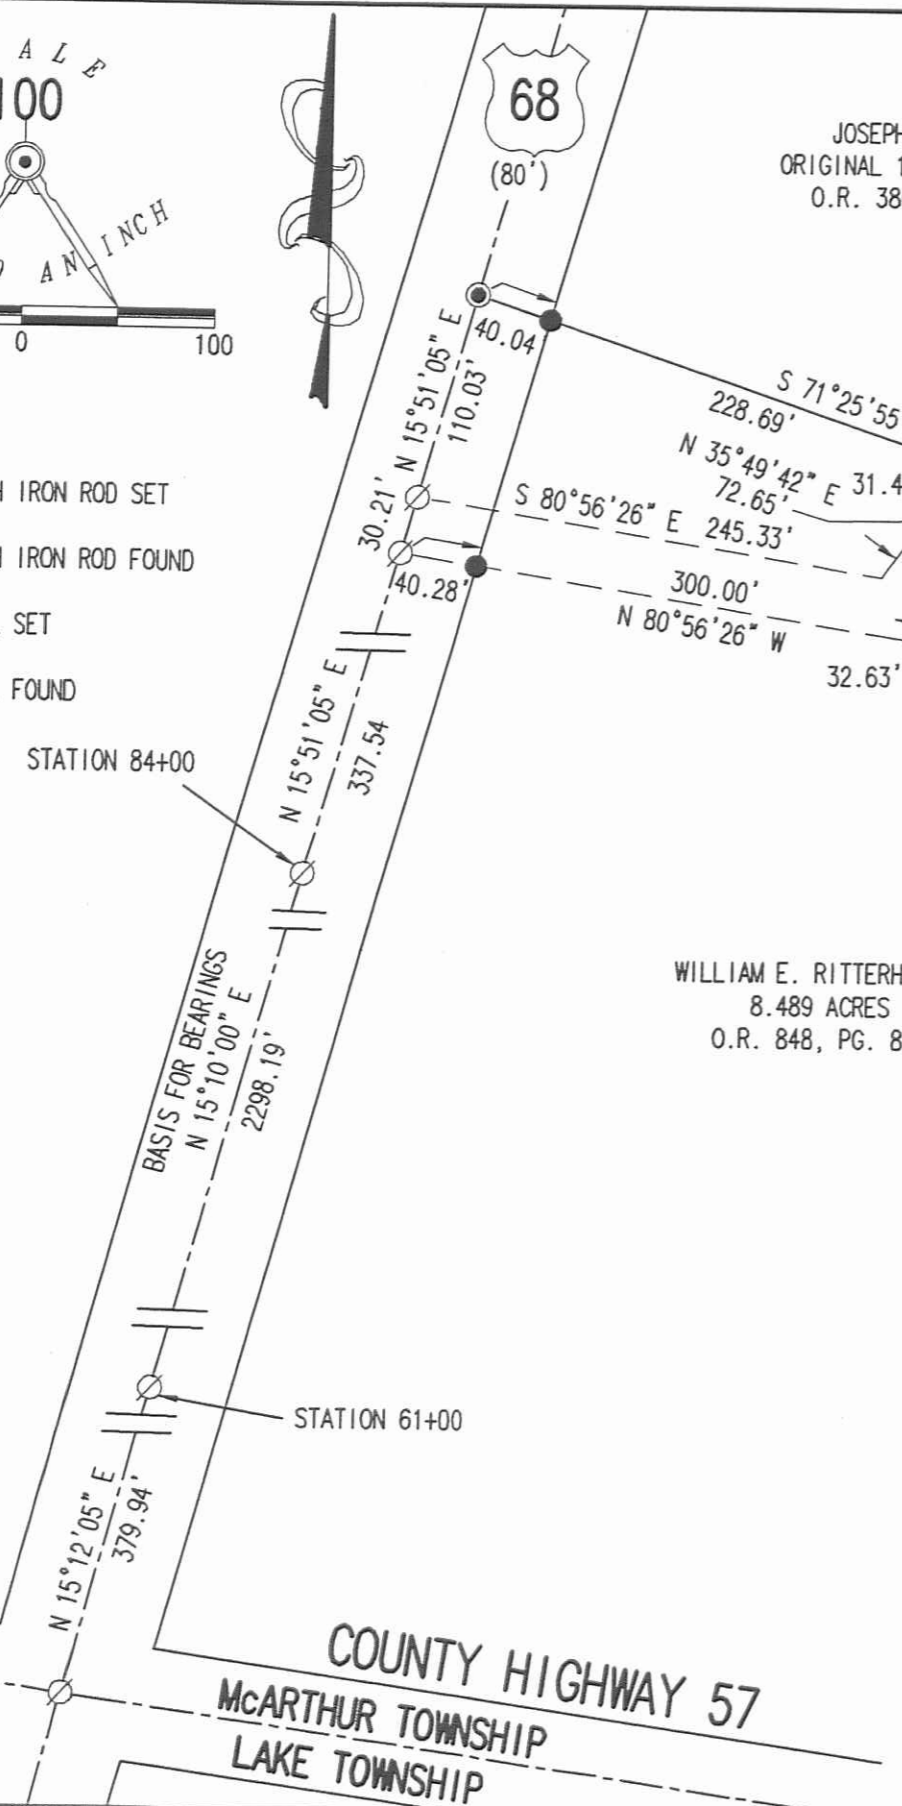 ALE
100
AN INCH
0
100
68
(80')
JOSEPH
ORIGINAL 1
O.R. 38
40.04
N 15°51'05" E
110.03'
S 71°25'55
228.69'
N 35°49'42" E
72.65'
31.4
S 80°56'26" E 245.33'
30.21'
40.28'
300.00'
N 80°56'26" W
32.63'
IRON ROD SET
IRON ROD FOUND
SET
FOUND
N 15°51'05" E
337.54
STATION 84+00
BASIS FOR BEARINGS
N 15°10'00" E
2298.19'
WILLIAM E. RITTERH
8.489 ACRES
O.R. 848, PG. 8
STATION 61+00
N 15°12'05" E
379.94'
COUNTY HIGHWAY 57
McARTHUR TOWNSHIP
LAKE TOWNSHIP